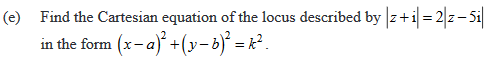 (e) Find the Cartesian equation of the locus described by |z+i| = 2|z−5i|
in the form (x−a)² + (y−b)² = k².